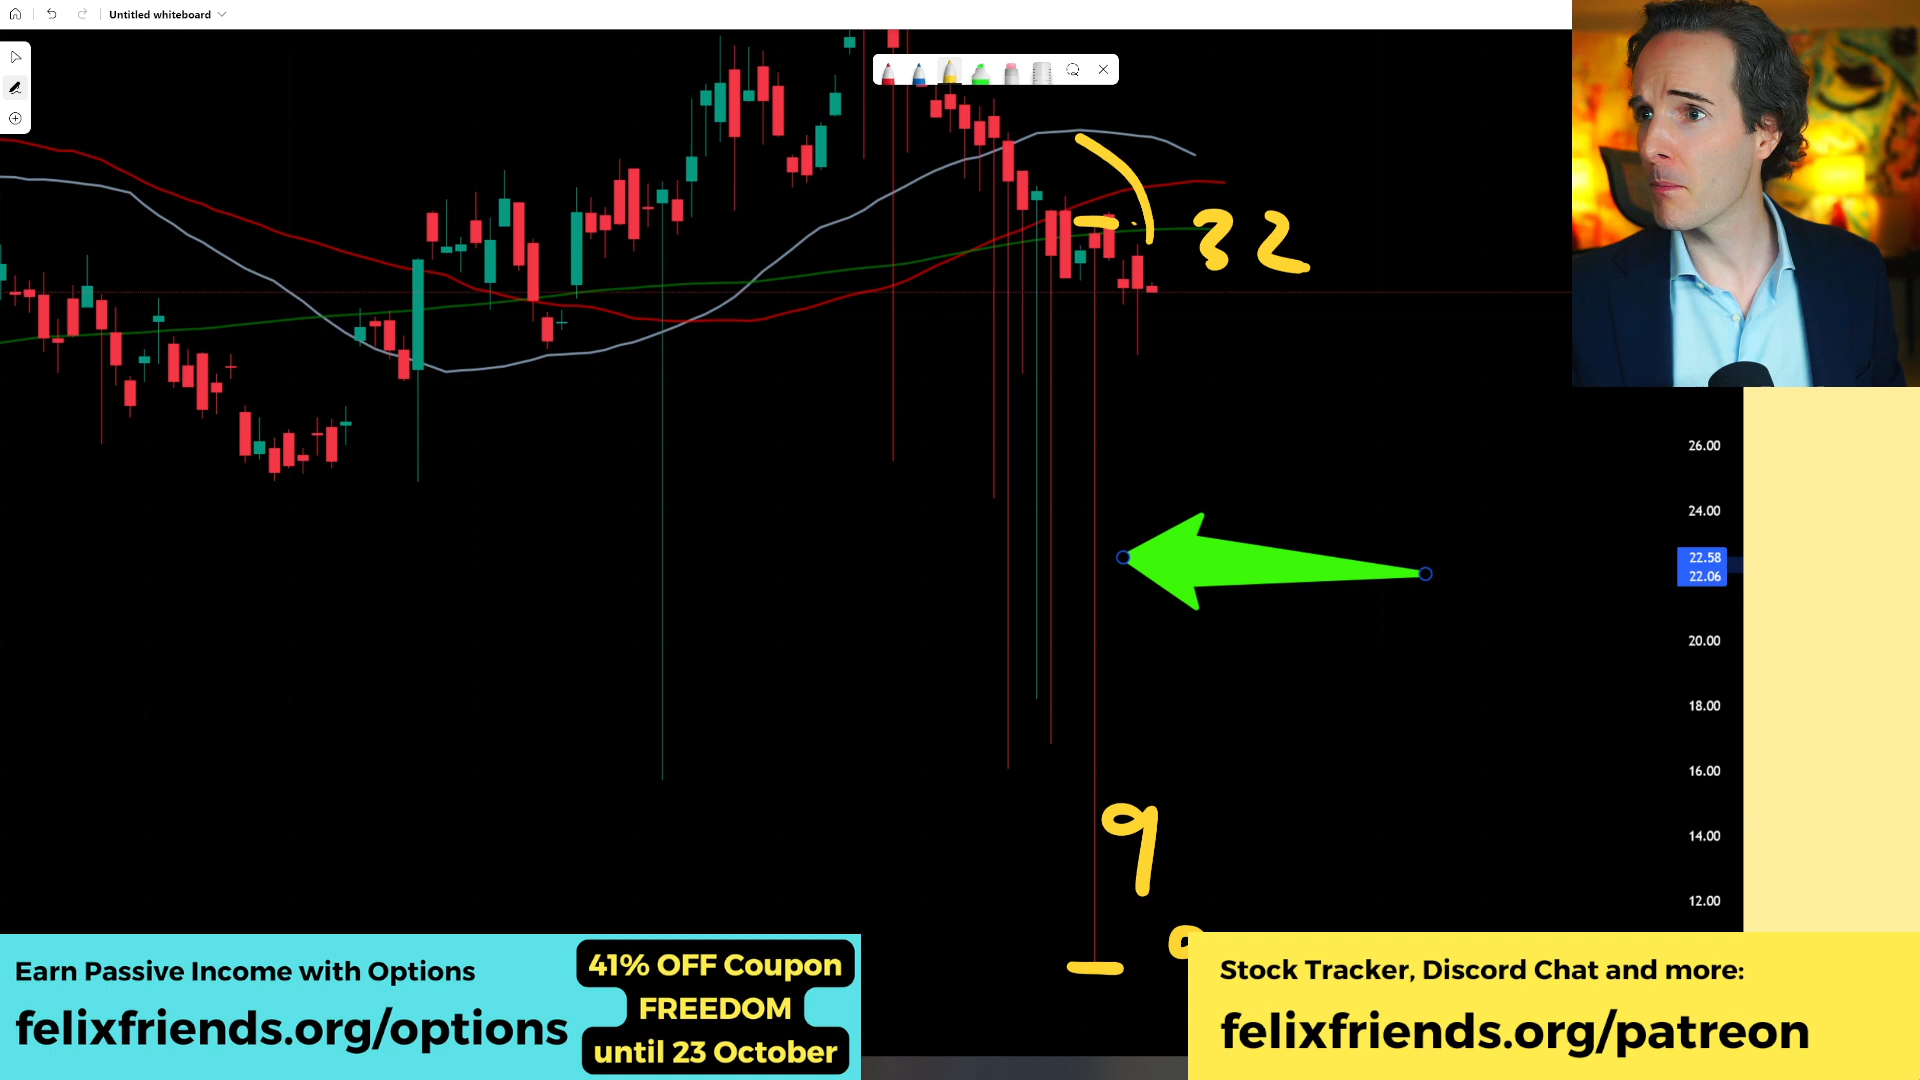 Untitled whiteboard
32
26.00
24.00
22.58
22.06
20.00
18.00
16.00
14.00
12.00
9
Earn Passive Income with Options
felixfriends.org/options
41% OFF Coupon
FREEDOM
until 23 October
Stock Tracker, Discord Chat and more:
felixfriends.org/patreon